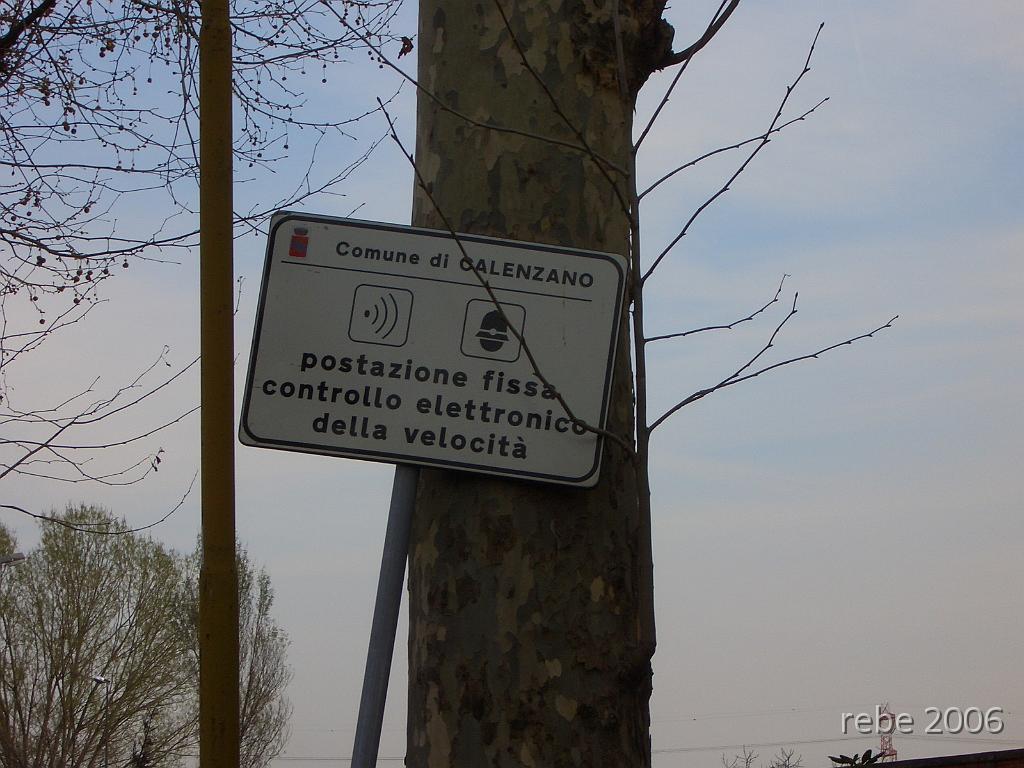 Comune di CALENZANO
postazione fissa
controllo elettronico
della velocità
rebe 2006